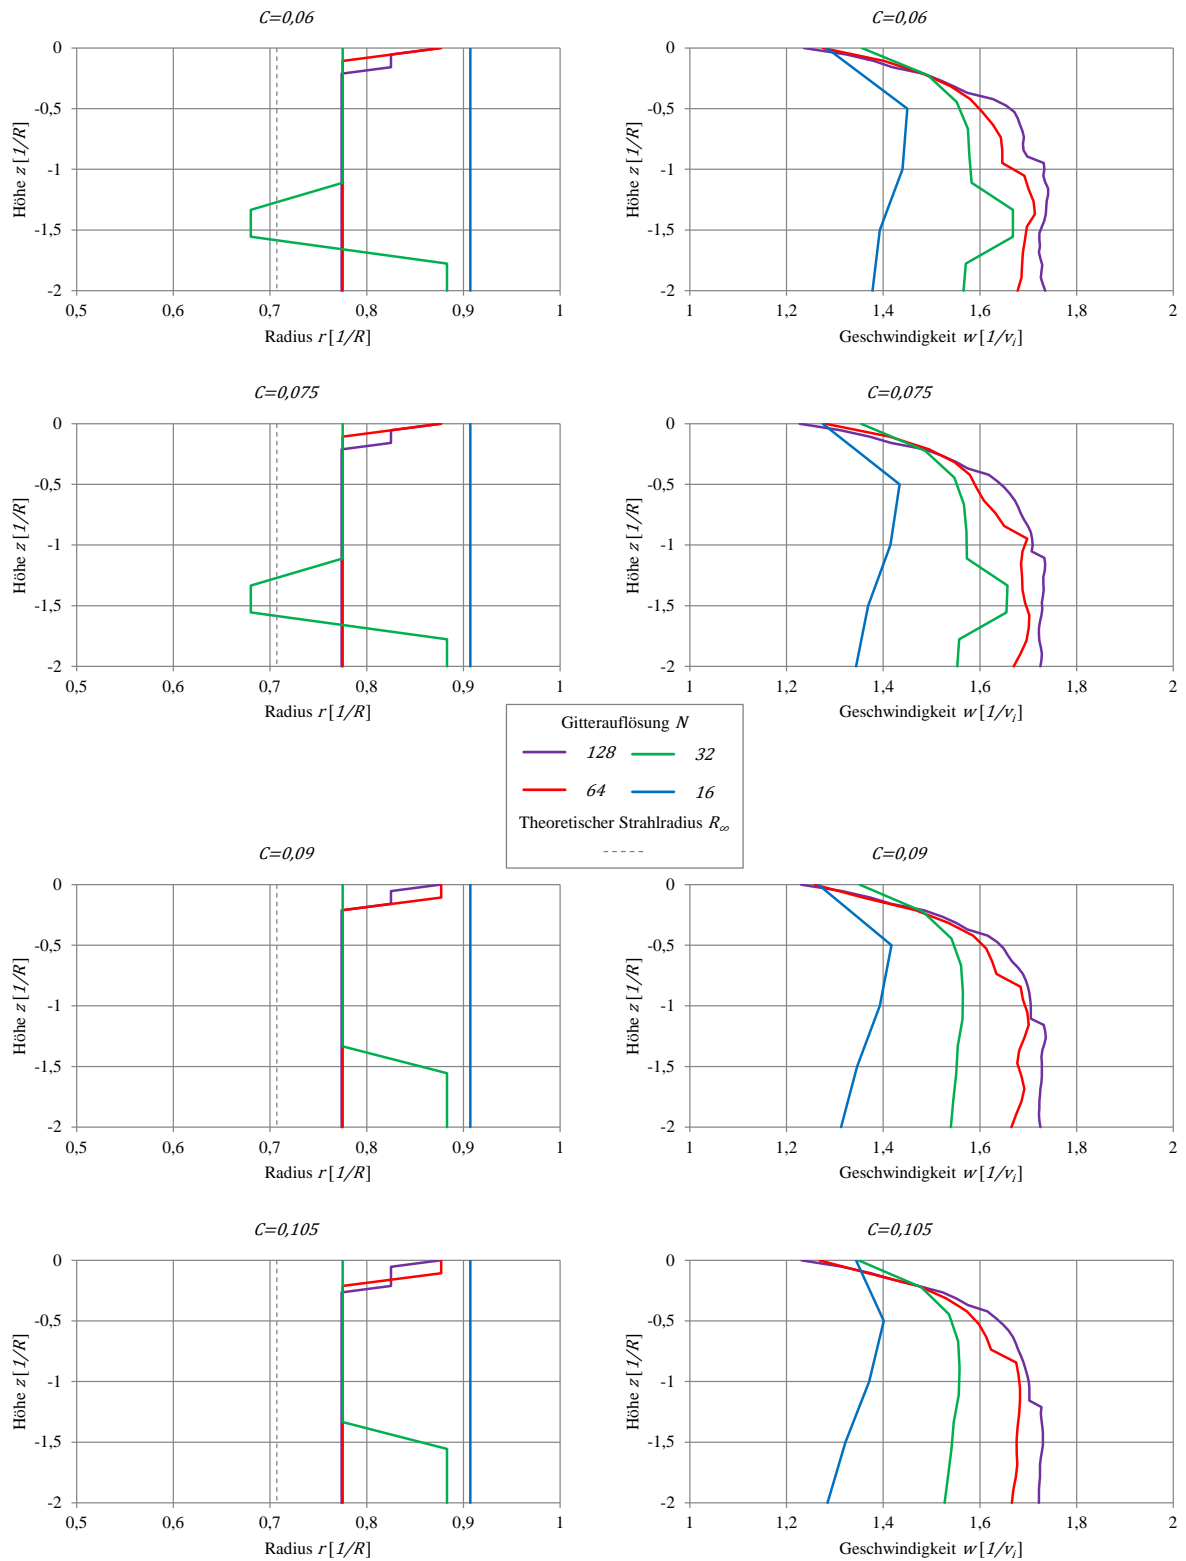 C=0,06
C=0,06
0
-0,5
-1
-1,5
-2
Höhe z [1/R]
0,5 0,6 0,7 0,8 0,9 1
Radius r [1/R]
0
-0,5
-1
-1,5
-2
Höhe z [1/R]
1 1,2 1,4 1,6 1,8 2
Geschwindigkeit w [1/v_i]
C=0,075
C=0,075
0
-0,5
-1
-1,5
-2
Höhe z [1/R]
0,5 0,6 0,7 0,8 0,9 1
Radius r [1/R]
0
-0,5
-1
-1,5
-2
Höhe z [1/R]
1 1,2 1,4 1,6 1,8 2
Geschwindigkeit w [1/v_i]
Gitterauflösung N
128 32
64 16
Theoretischer Strahlradius R∞
C=0,09
C=0,09
0
-0,5
-1
-1,5
-2
Höhe z [1/R]
0,5 0,6 0,7 0,8 0,9 1
Radius r [1/R]
0
-0,5
-1
-1,5
-2
Höhe z [1/R]
1 1,2 1,4 1,6 1,8 2
Geschwindigkeit w [1/v_i]
C=0,105
C=0,105
0
-0,5
-1
-1,5
-2
Höhe z [1/R]
0,5 0,6 0,7 0,8 0,9 1
Radius r [1/R]
0
-0,5
-1
-1,5
-2
Höhe z [1/R]
1 1,2 1,4 1,6 1,8 2
Geschwindigkeit w [1/v_i]